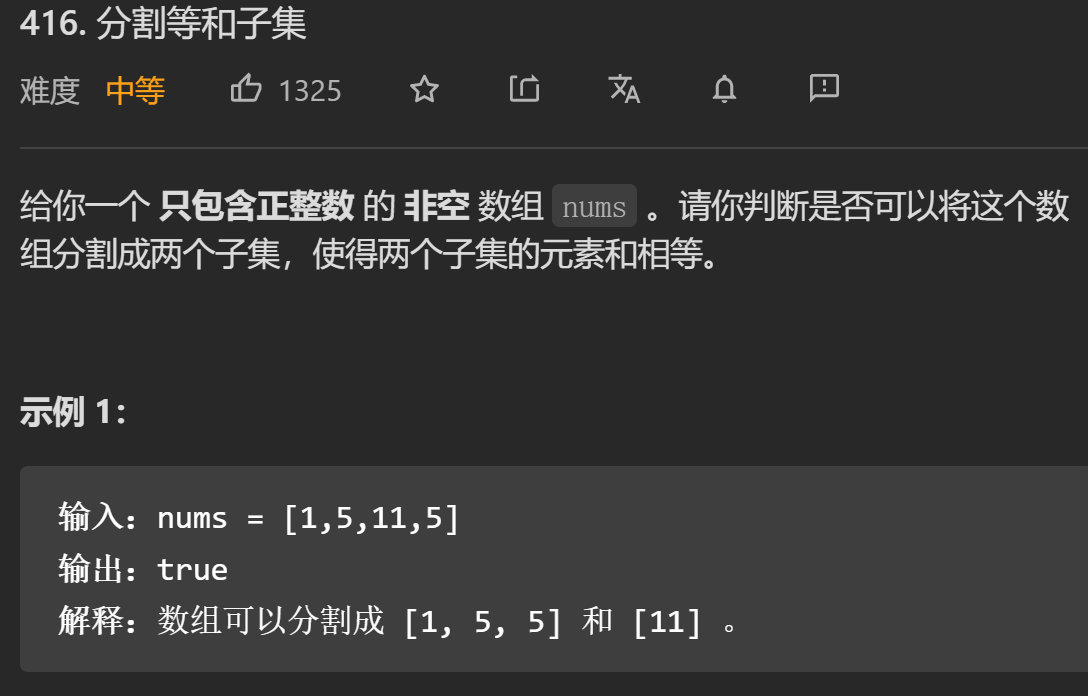 416. 分割等和子集
难度 中等 1325
给你一个 只包含正整数 的 非空 数组 nums 。请你判断是否可以将这个数
组分割成两个子集，使得两个子集的元素和相等。
示例 1：
输入：nums = [1,5,11,5]
输出：true
解释：数组可以分割成 [1, 5, 5] 和 [11] 。